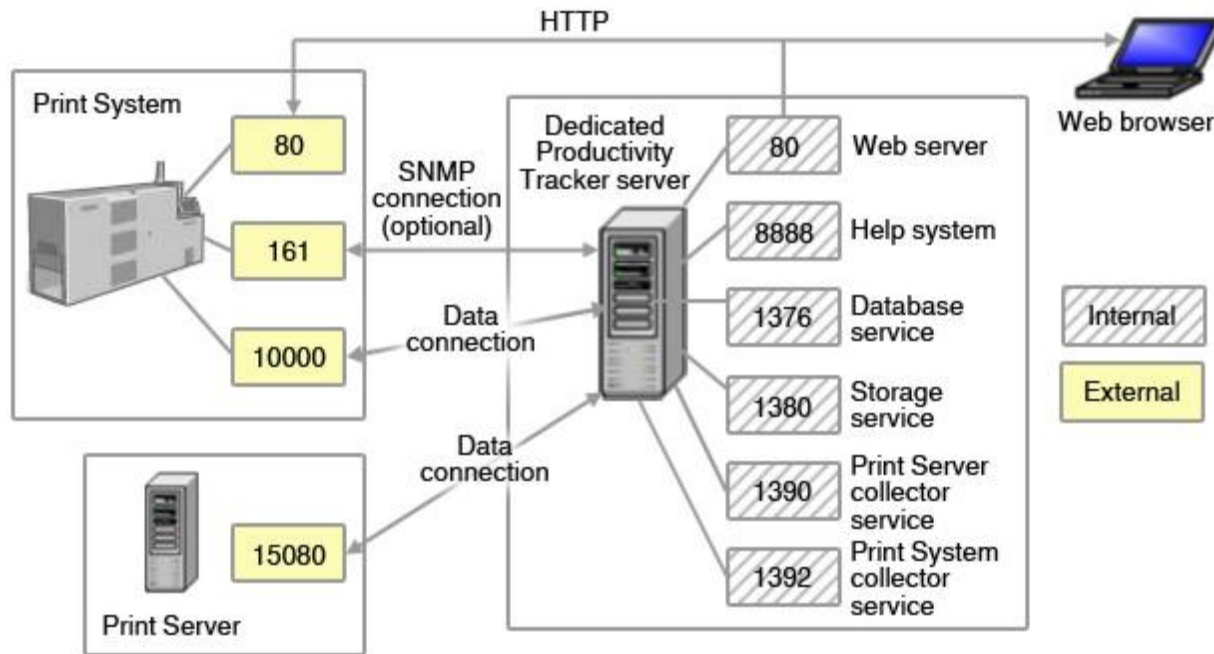 HTTP
Print System
80
161
10000
SNMP
connection
(optional)
Data
connection
Data
connection
Print Server
15080
Dedicated
Productivity
Tracker server
80
Web server
8888
Help system
1376
Database
service
1380
Storage
service
1390
Print Server
collector
service
1392
Print System
collector
service
Web browser
Internal
External